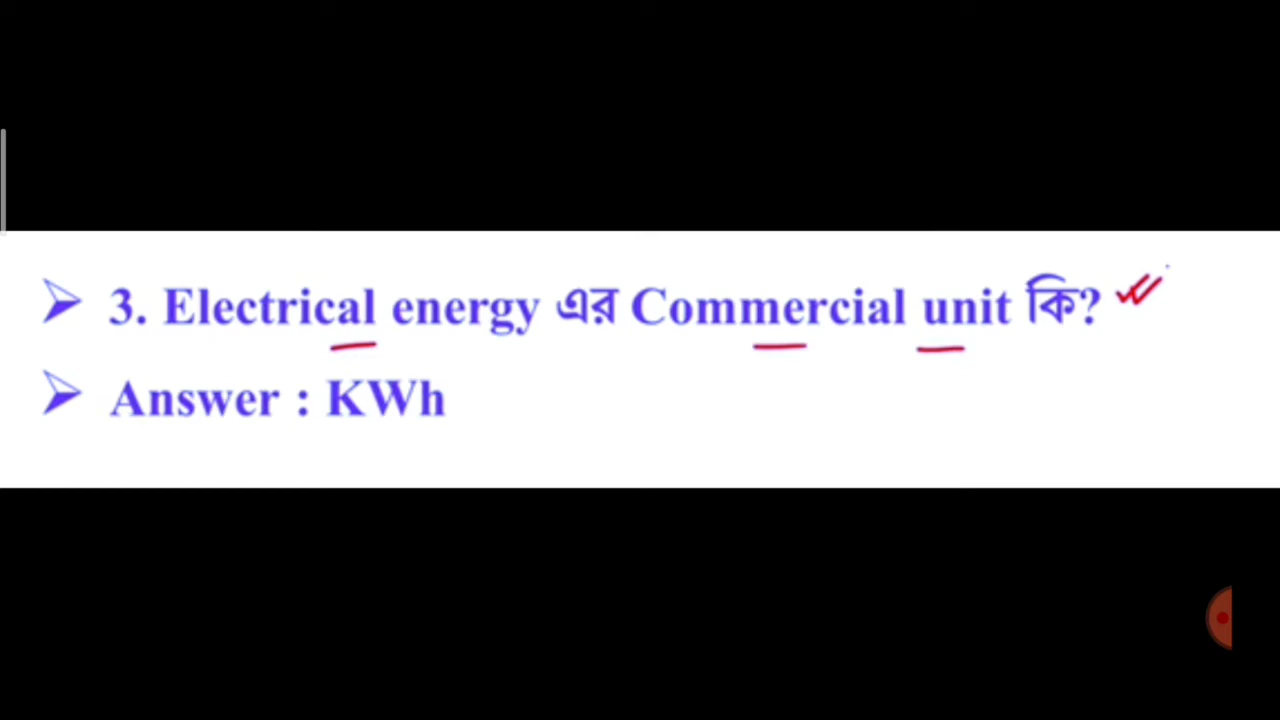 3. Electrical energy এর Commercial unit কি?
Answer : KWh